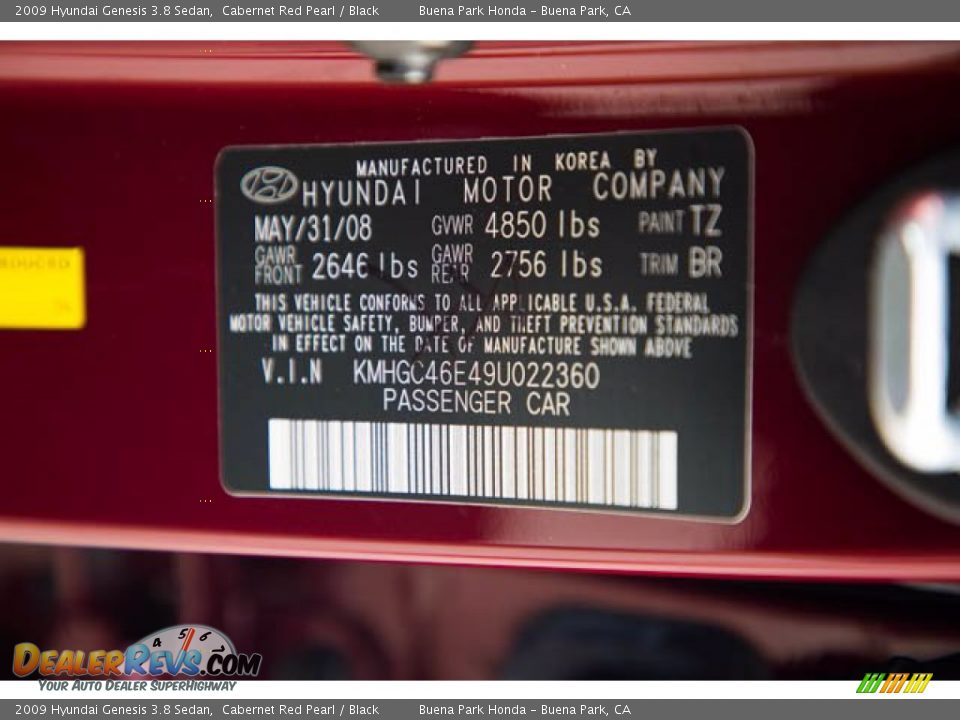 2009 Hyundai Genesis 3.8 Sedan, Cabernet Red Pearl / Black Buena Park Honda - Buena Park, CA
MANUFACTURED IN KOREA BY
HYUNDAI MOTOR COMPANY
MAY/31/08 GVWR 4850 lbs PAINT TZ
GAWR FRONT 2646 lbs GAWR REAR 2756 lbs TRIM BR
THIS VEHICLE CONFORMS TO ALL APPLICABLE U.S.A. FEDERAL
MOTOR VEHICLE SAFETY, BUMPER, AND THEFT PREVENTION STANDARDS
IN EFFECT ON THE DATE OF MANUFACTURE SHOWN ABOVE
V.I.N KMHGC46E49U022360
PASSENGER CAR
4 5 6
DEALERREVS.COM
YOUR AUTO DEALER SUPERHIGHWAY
2009 Hyundai Genesis 3.8 Sedan, Cabernet Red Pearl / Black Buena Park Honda - Buena Park, CA